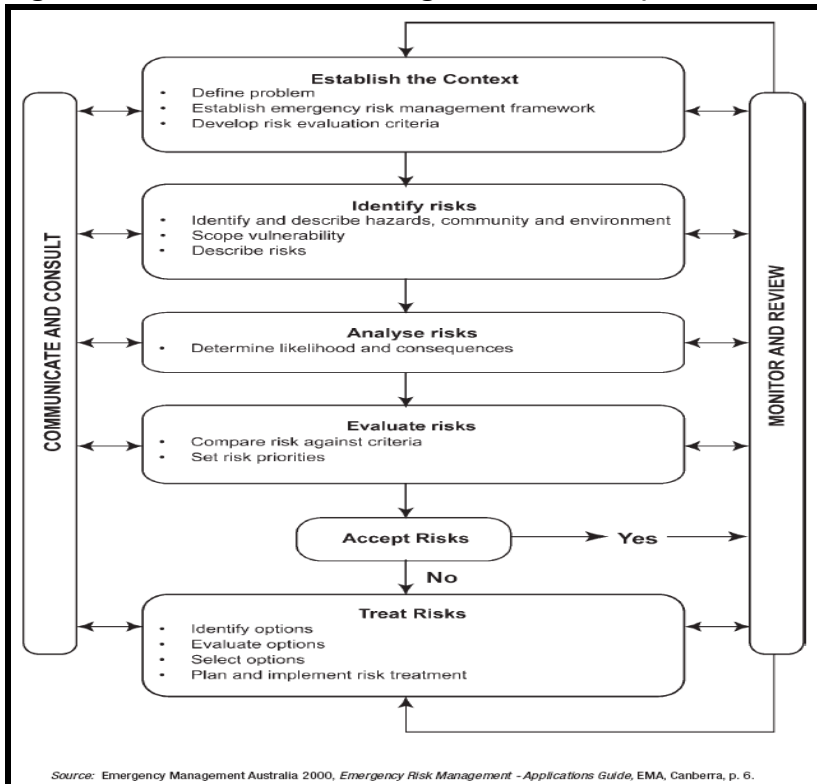 COMMUNICATE AND CONSULT
Establish the Context
• Define problem
• Establish emergency risk management framework
• Develop risk evaluation criteria
Identify risks
• Identify and describe hazards, community and environment
• Scope vulnerability
• Describe risks
Analyse risks
• Determine likelihood and consequences
Evaluate risks
• Compare risk against criteria
• Set risk priorities
Accept Risks
Yes
No
Treat Risks
• Identify options
• Evaluate options
• Select options
• Plan and implement risk treatment
MONITOR AND REVIEW
Source: Emergency Management Australia 2000, Emergency Risk Management - Applications Guide, EMA, Canberra, p. 6.